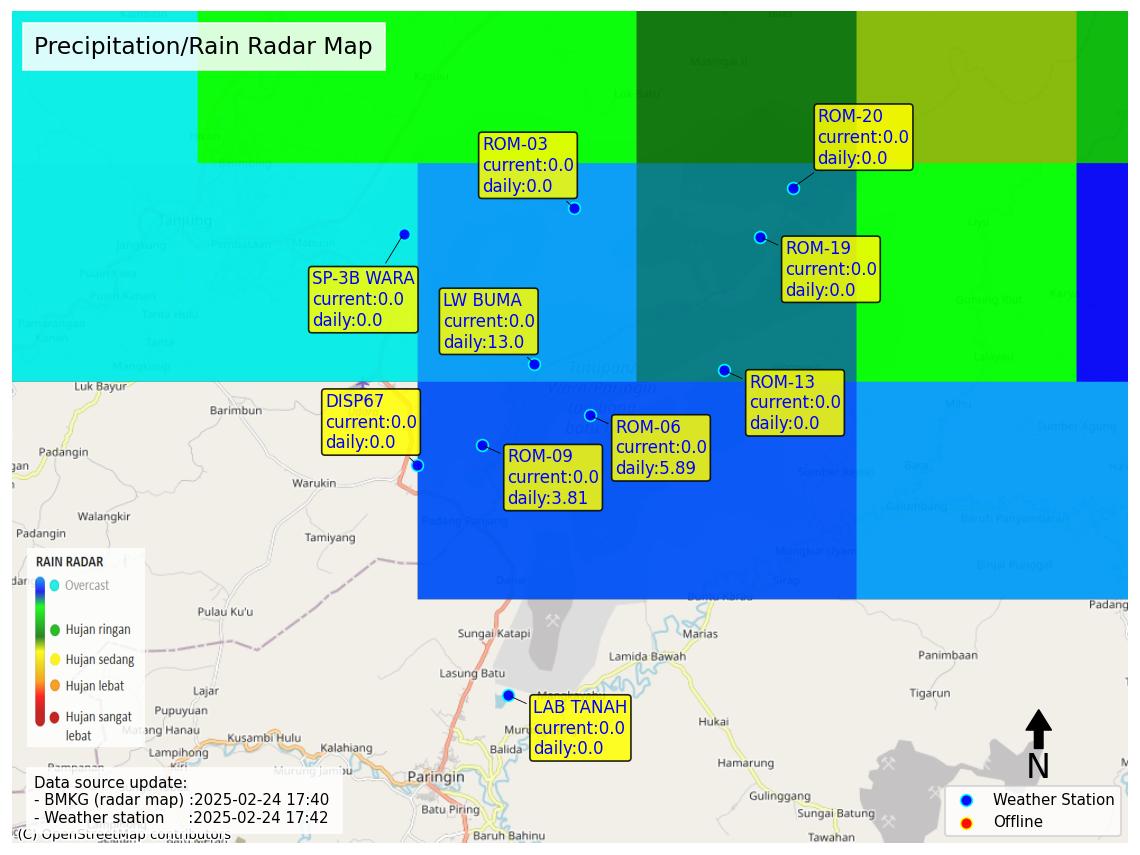 Precipitation/Rain Radar Map
ROM-20
current:0.0
daily:0.0
ROM-03
current:0.0
daily:0.0
ROM-19
current:0.0
daily:0.0
SP-3B WARA
current:0.0
daily:0.0
LW BUMA
current:0.0
daily:13.0
ROM-13
current:0.0
daily:0.0
DISP67
current:0.0
daily:0.0
ROM-06
current:0.0
daily:5.89
ROM-09
current:0.0
daily:3.81
LAB TANAH
current:0.0
daily:0.0
Tanjung
Luk Bayur
Barimbun
Padangin
Warukin
Walangkir
Padangin
Tamiyang
Pulau Ku'u
Sungai Katapi
Marias
Lamida Bawah
Panimbaan
Lasung Batu
Tigarun
Lajar
Pupuyuan
Matang Hanau
Hukai
Kusambi Hulu
Lampihong
Kalahiang
Balida
Hamarung
Murung Jambu
Paringin
Gulinggang
Batu Piring
Sungai Batung
Baruh Bahinu
Tawahan
RAIN RADAR
Overcast
Hujan ringan
Hujan sedang
Hujan lebat
Hujan sangat
lebat
Data source update:
- BMKG (radar map) :2025-02-24 17:40
- Weather station :2025-02-24 17:42
(C) OpenStreetMap contributors
N
Weather Station
Offline